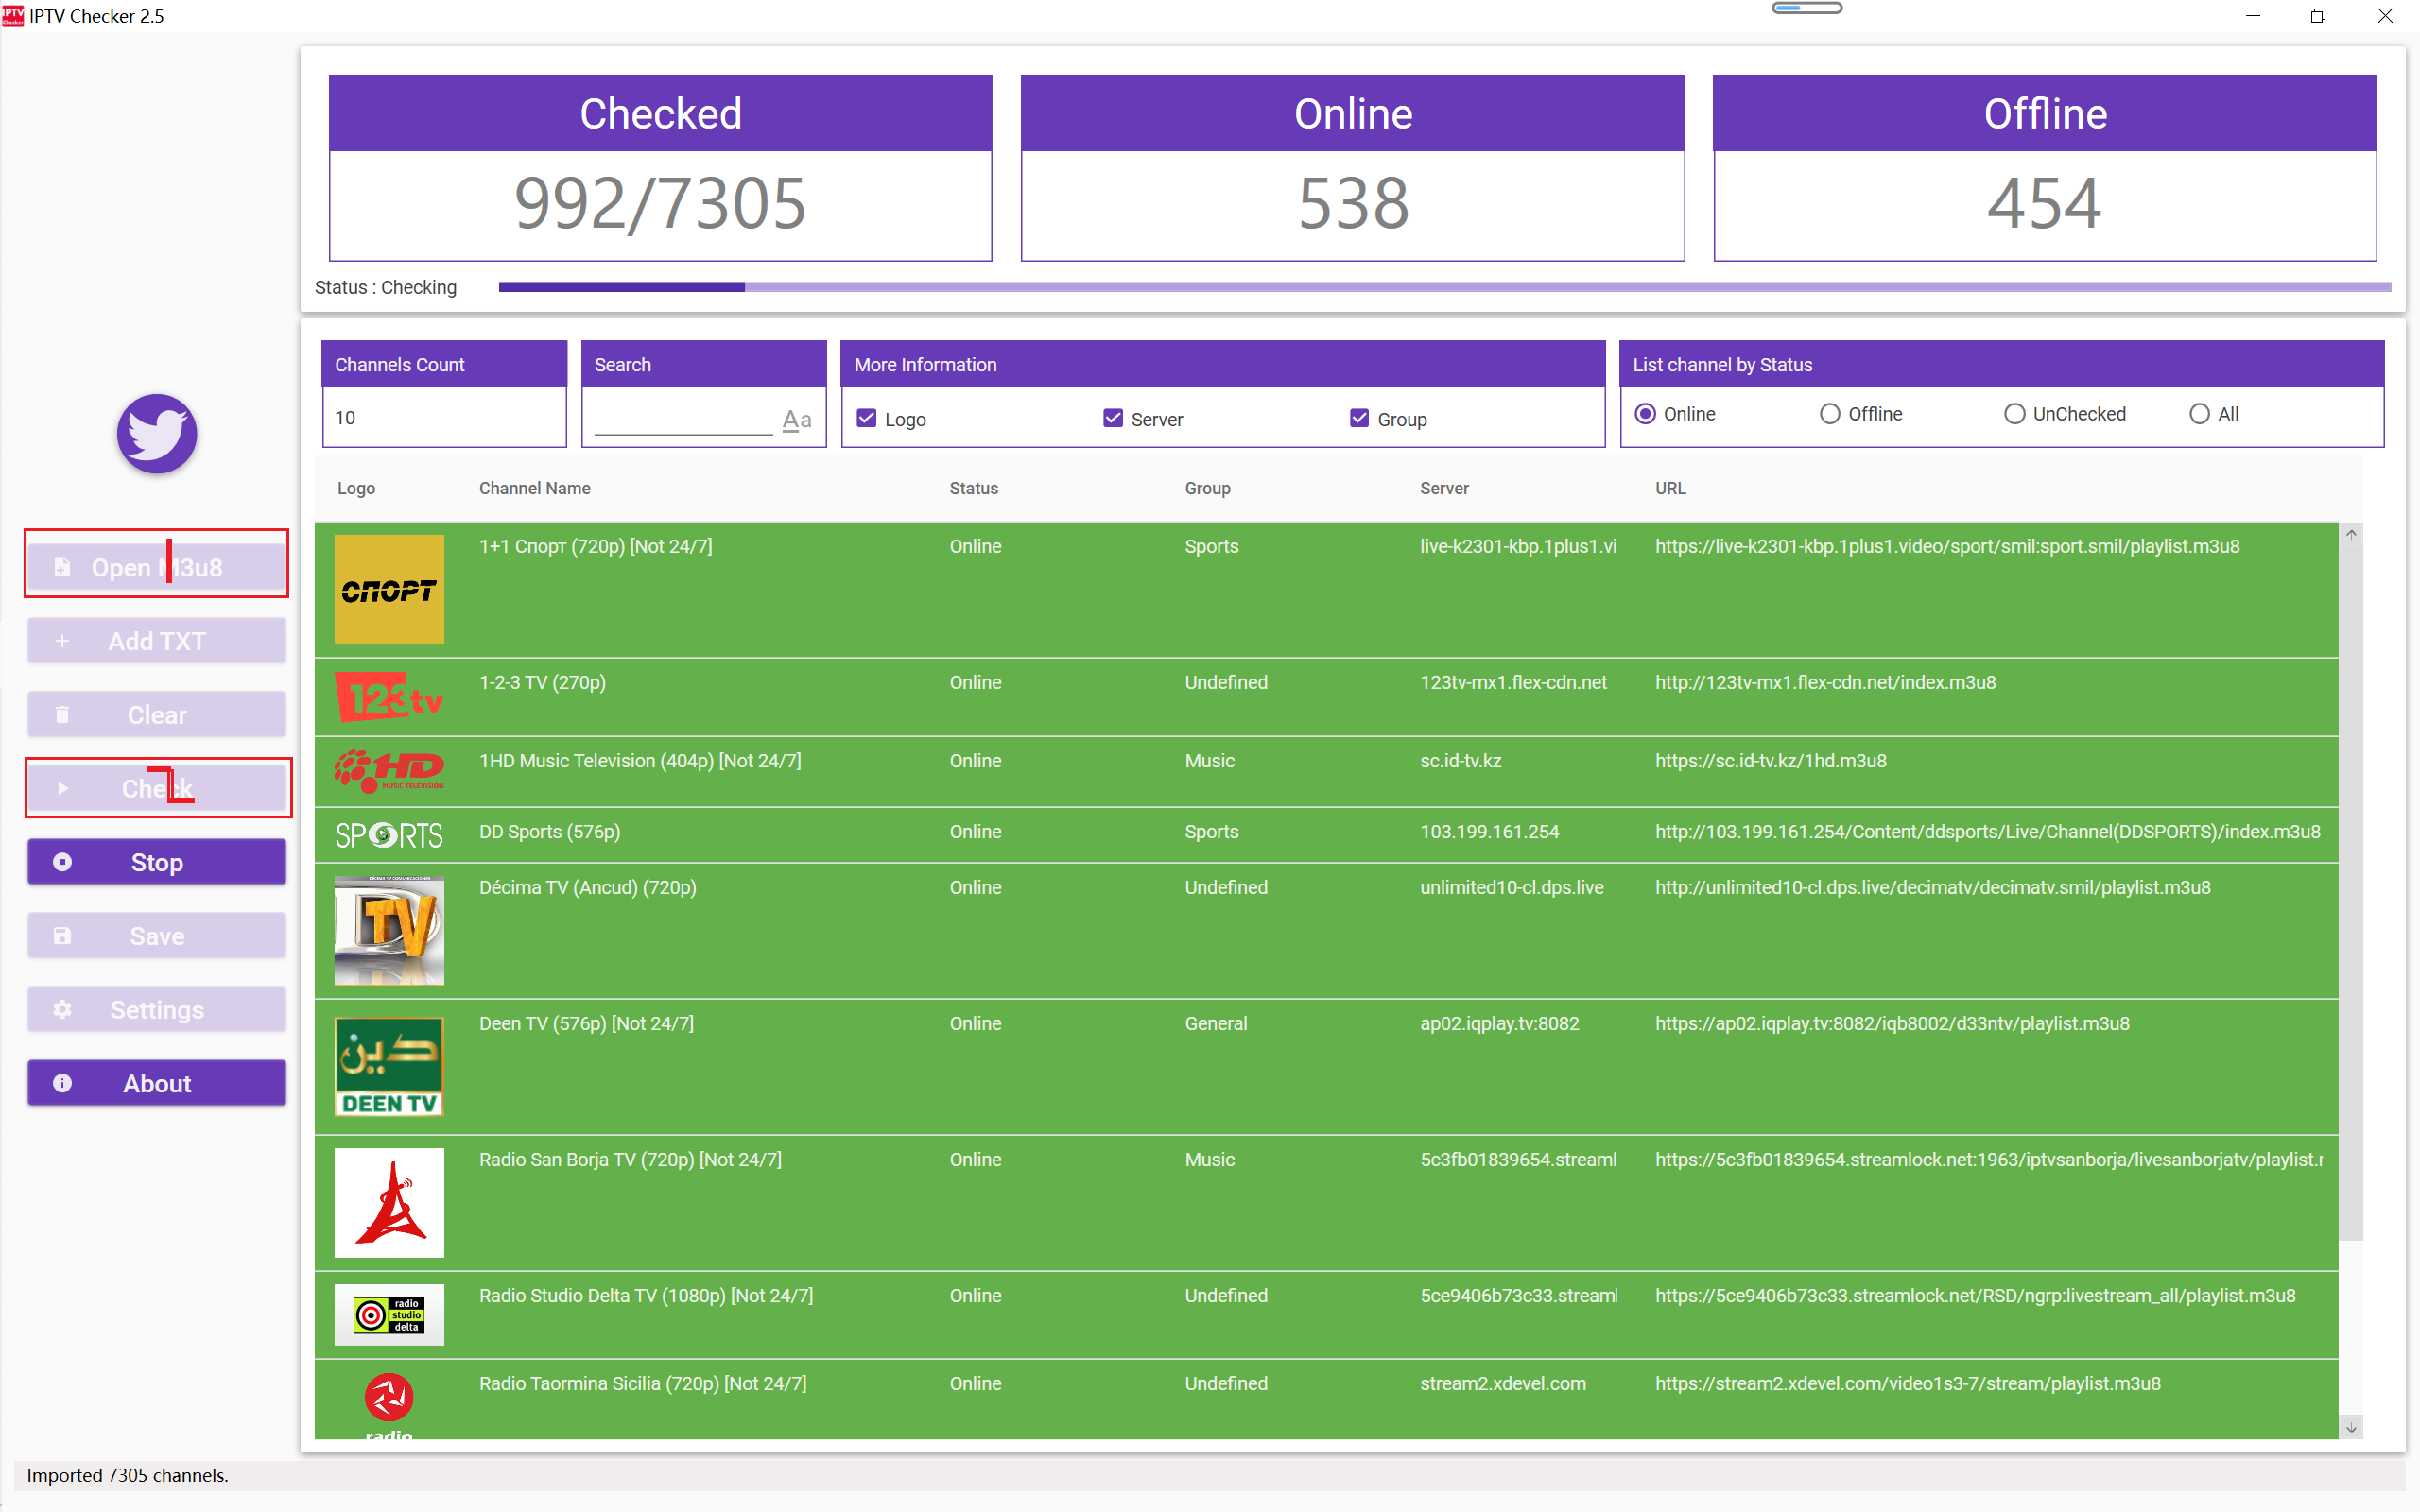 IPTV Checker
IPTV Checker 2.5
Checked
992/7305
Online
538
Offline
454
Status : Checking
Channels Count
10
Search
Aa
More Information
Logo
Server
Group
List channel by Status
Online
Offline
UnChecked
All
Open M3u8
Add TXT
Clear
Check
Stop
Save
Settings
About
Logo Channel Name Status Group Server URL
СПОРТ
1+1 Спорт (720p) [Not 24/7] Online Sports live-k2301-kbp.1plus1.vi https://live-k2301-kbp.1plus1.video/sport/smil:sport.smil/playlist.m3u8
123tv
1-2-3 TV (270p) Online Undefined 123tv-mx1.flex-cdn.net http://123tv-mx1.flex-cdn.net/index.m3u8
1HD
MUSIC TELEVISION
1HD Music Television (404p) [Not 24/7] Online Music sc.id-tv.kz https://sc.id-tv.kz/1hd.m3u8
SPORTS
DD Sports (576p) Online Sports 103.199.161.254 http://103.199.161.254/Content/ddsports/Live/Channel(DDSPORTS)/index.m3u8
DÉCIMA TV COMUNICACIONES
DTV
Décima TV (Ancud) (720p) Online Undefined unlimited10-cl.dps.live http://unlimited10-cl.dps.live/decimatv/decimatv.smil/playlist.m3u8
دين
DEEN TV
Deen TV (576p) [Not 24/7] Online General ap02.iqplay.tv:8082 https://ap02.iqplay.tv:8082/iqb8002/d33ntv/playlist.m3u8
Radio San Borja TV (720p) [Not 24/7] Online Music 5c3fb01839654.streaml https://5c3fb01839654.streamlock.net:1963/iptvsanborja/livesanborjatv/playlist.r
radio
studio
delta
Radio Studio Delta TV (1080p) [Not 24/7] Online Undefined 5ce9406b73c33.streaml https://5ce9406b73c33.streamlock.net/RSD/ngrp:livestream_all/playlist.m3u8
radio
Radio Taormina Sicilia (720p) [Not 24/7] Online Undefined stream2.xdevel.com https://stream2.xdevel.com/video1s3-7/stream/playlist.m3u8
Imported 7305 channels.